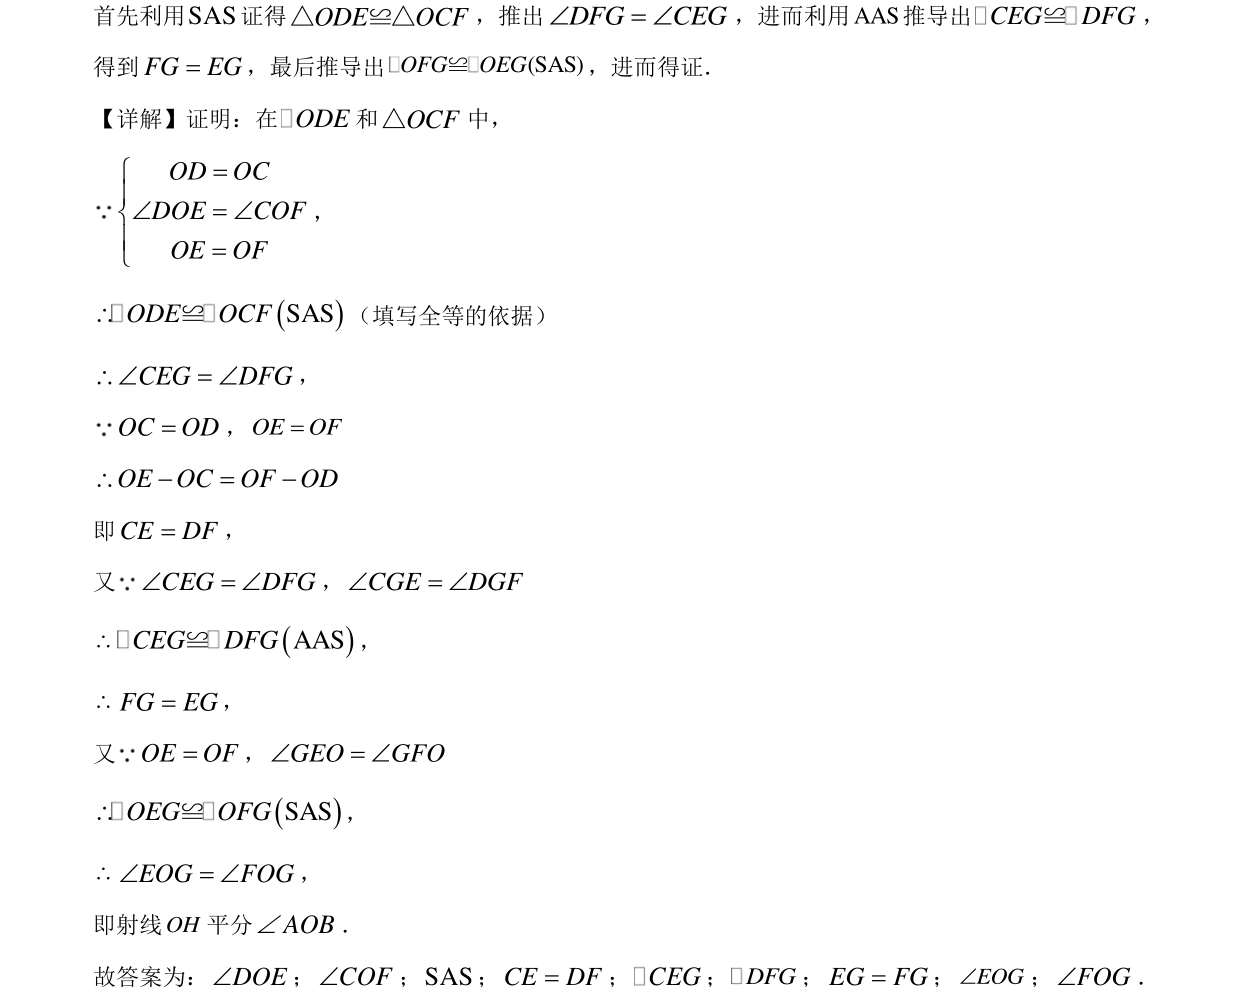 首先利用SAS证得△ODE≌△OCF，推出∠DFG=∠CEG，进而利用AAS推导出□CEG≌□DFG，
得到FG=EG，最后推导出□OFG≌□OEG(SAS)，进而得证．
【详解】证明：在□ODE和△OCF中，
OD=OC
∵{∠DOE=∠COF，
OE=OF
∴□ODE≌□OCF(SAS)（填写全等的依据）
∴∠CEG=∠DFG，
∵OC=OD，OE=OF
∴OE−OC=OF−OD
即CE=DF，
又∵∠CEG=∠DFG，∠CGE=∠DGF
∴□CEG≌□DFG(AAS)，
∴FG=EG，
又∵OE=OF，∠GEO=∠GFO
∴□OEG≌□OFG(SAS)，
∴∠EOG=∠FOG，
即射线OH平分∠AOB．
故答案为：∠DOE；∠COF；SAS；CE=DF；□CEG；□DFG；EG=FG；∠EOG；∠FOG．